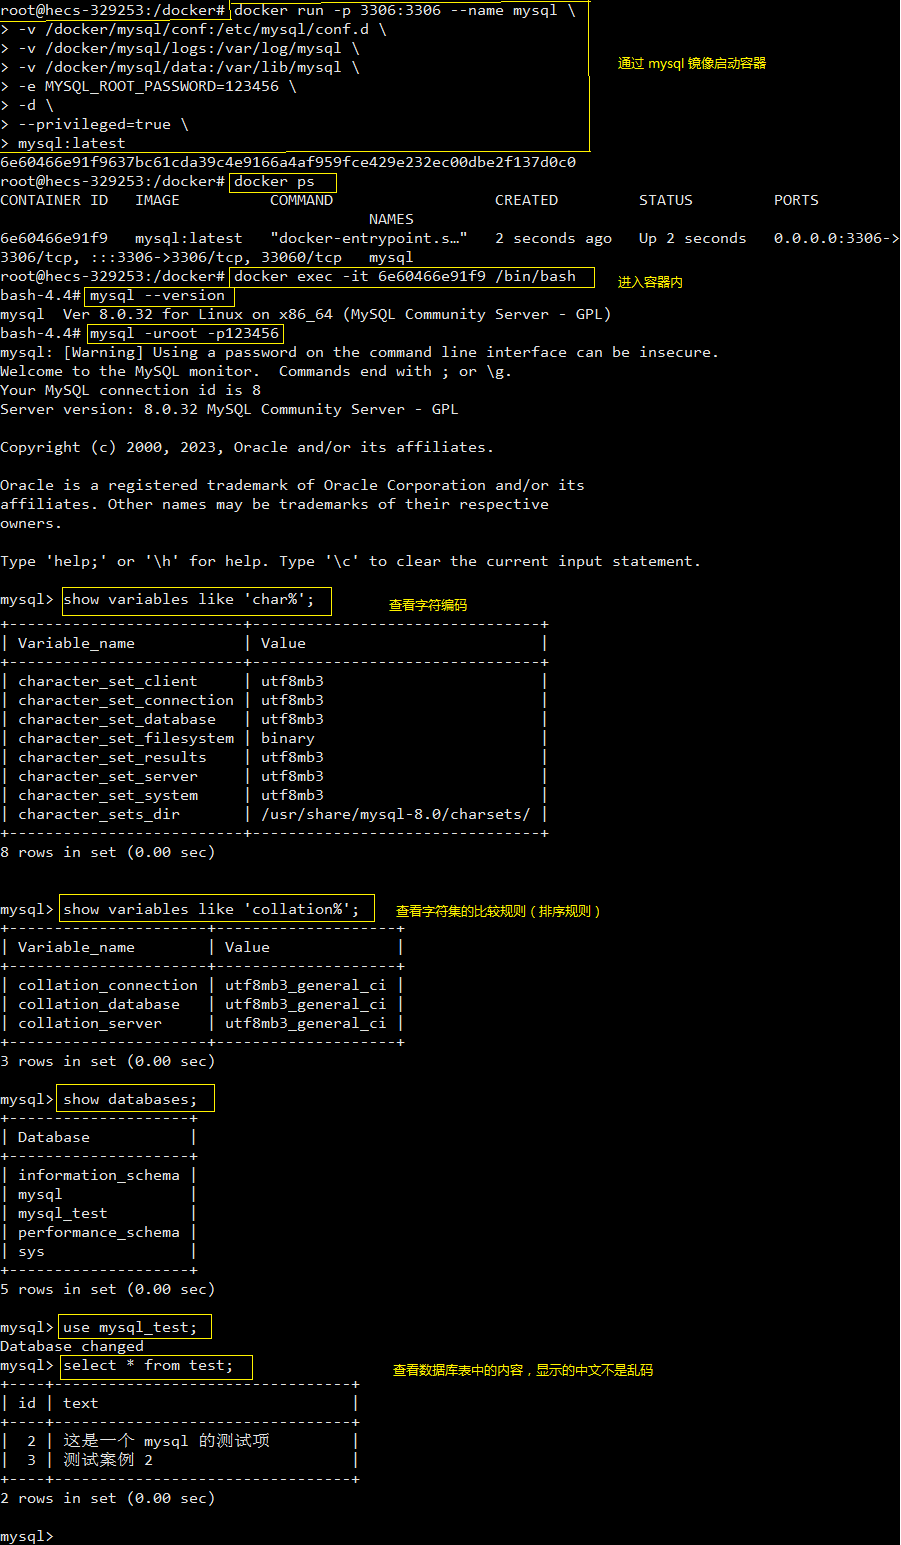 root@hecs-329253:/docker# docker run -p 3306:3306 --name mysql \
> -v /docker/mysql/conf:/etc/mysql/conf.d \
> -v /docker/mysql/logs:/var/log/mysql \
> -v /docker/mysql/data:/var/lib/mysql \
通过 mysql 镜像启动容器
> -e MYSQL_ROOT_PASSWORD=123456 \
> -d \
> --privileged=true \
> mysql:latest
6e60466e91f9637bc61cda39c4e9166a4af959fce429e232ec00dbe2f137d0c0
root@hecs-329253:/docker# docker ps
CONTAINER ID   IMAGE          COMMAND                  CREATED         STATUS         PORTS
                                         NAMES
6e60466e91f9   mysql:latest   "docker-entrypoint.s…"   2 seconds ago   Up 2 seconds   0.0.0.0:3306->
3306/tcp, :::3306->3306/tcp, 33060/tcp   mysql
root@hecs-329253:/docker# docker exec -it 6e60466e91f9 /bin/bash
进入容器内
bash-4.4# mysql --version
mysql  Ver 8.0.32 for Linux on x86_64 (MySQL Community Server - GPL)
bash-4.4# mysql -uroot -p123456
mysql: [Warning] Using a password on the command line interface can be insecure.
Welcome to the MySQL monitor.  Commands end with ; or \g.
Your MySQL connection id is 8
Server version: 8.0.32 MySQL Community Server - GPL
Copyright (c) 2000, 2023, Oracle and/or its affiliates.
Oracle is a registered trademark of Oracle Corporation and/or its
affiliates. Other names may be trademarks of their respective
owners.
Type 'help;' or '\h' for help. Type '\c' to clear the current input statement.
mysql> show variables like 'char%';
查看字符编码
+--------------------------+--------------------------------+
| Variable_name            | Value                          |
+--------------------------+--------------------------------+
| character_set_client     | utf8mb3                        |
| character_set_connection | utf8mb3                        |
| character_set_database   | utf8mb3                        |
| character_set_filesystem | binary                         |
| character_set_results    | utf8mb3                        |
| character_set_server     | utf8mb3                        |
| character_set_system     | utf8mb3                        |
| character_sets_dir       | /usr/share/mysql-8.0/charsets/ |
+--------------------------+--------------------------------+
8 rows in set (0.00 sec)
mysql> show variables like 'collation%';
查看字符集的比较规则（排序规则）
+----------------------+--------------------+
| Variable_name        | Value              |
+----------------------+--------------------+
| collation_connection | utf8mb3_general_ci |
| collation_database   | utf8mb3_general_ci |
| collation_server     | utf8mb3_general_ci |
+----------------------+--------------------+
3 rows in set (0.00 sec)
mysql> show databases;
+--------------------+
| Database           |
+--------------------+
| information_schema |
| mysql              |
| mysql_test         |
| performance_schema |
| sys                |
+--------------------+
5 rows in set (0.00 sec)
mysql> use mysql_test;
Database changed
mysql> select * from test;
查看数据库表中的内容，显示的中文不是乱码
+----+---------------------------------+
| id | text                            |
+----+---------------------------------+
|  2 | 这是一个 mysql 的测试项         |
|  3 | 测试案例 2                      |
+----+---------------------------------+
2 rows in set (0.00 sec)
mysql>